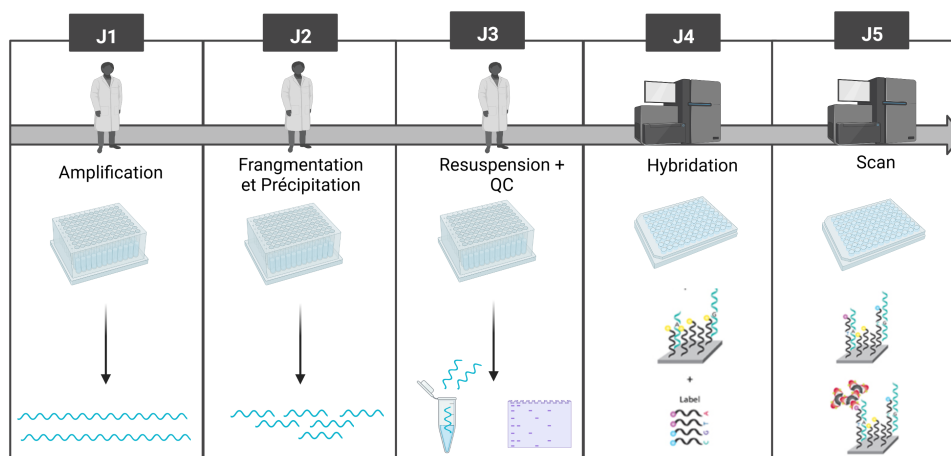 J1
J2
J3
J4
J5
Amplification
Frangmentation
et Précipitation
Resuspension +
QC
Hybridation
Scan
+
Label
A
T
G
C